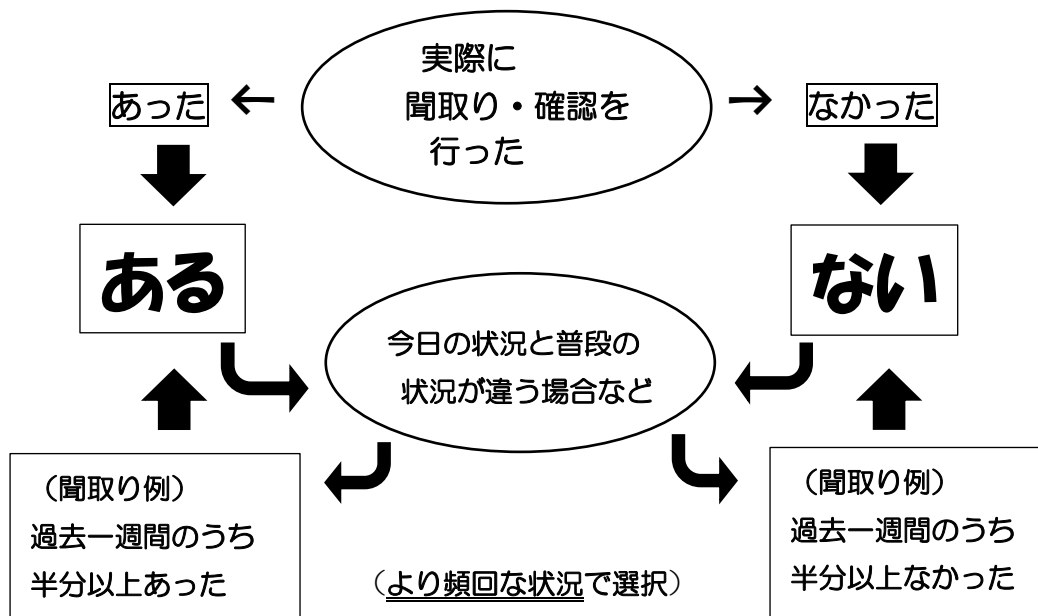 実際に
聞取り・確認を
行った
あった
←
→
なかった
ある
ない
今日の状況と普段の
状況が違う場合など
（聞取り例）
過去一週間のうち
半分以上あった
（聞取り例）
過去一週間のうち
半分以上なかった
（より頻回な状況で選択）